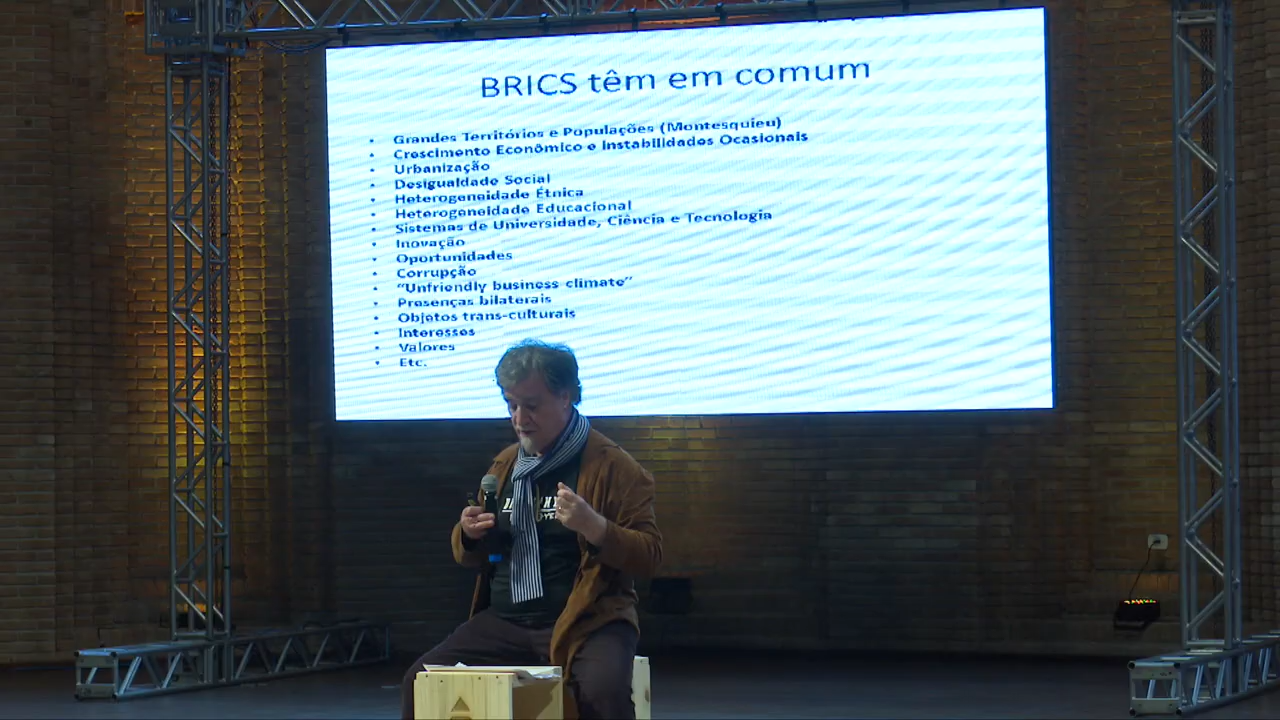 BRICS têm em comum
• Grandes Territórios e Populações (Montesquieu)
• Crescimento Econômico e Instabilidades Ocasionais
• Urbanização
• Desigualdade Social
• Heterogeneidade Étnica
• Heterogeneidade Educacional
• Sistemas de Universidade, Ciência e Tecnologia
• Inovação
• Oportunidades
• Corrupção
• “Unfriendly business climate”
• Presenças bilaterais
• Objetos trans-culturais
• Interesses
• Valores
• Etc.